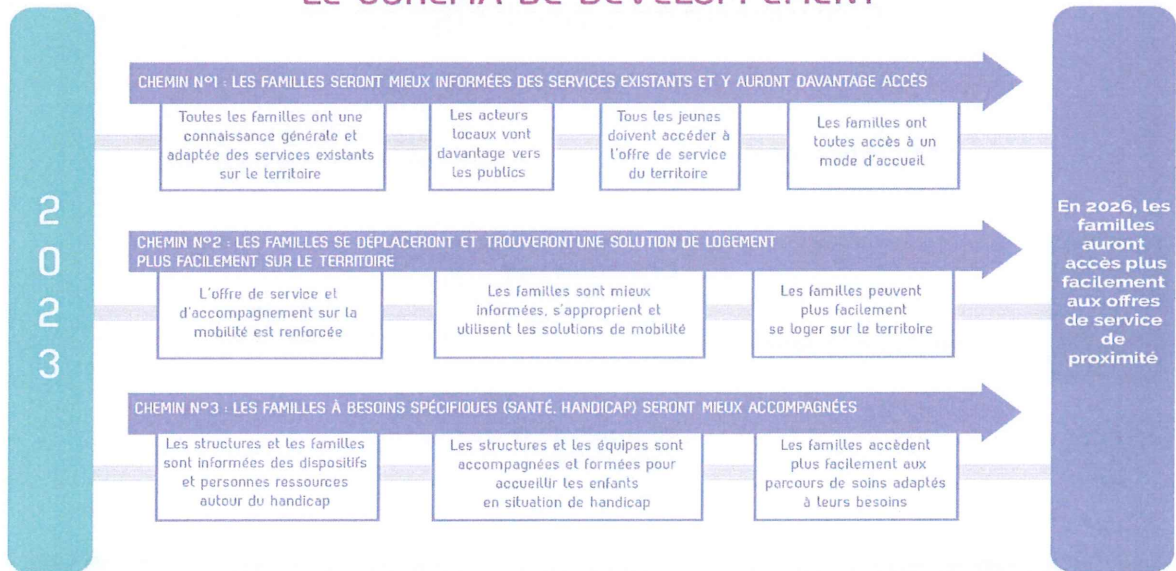 LE SCHÉMA DE DÉVELOPPEMENT
2
0
2
3
CHEMIN Nº1 : LES FAMILLES SERONT MIEUX INFORMÉES DES SERVICES EXISTANTS ET Y AURONT DAVANTAGE ACCÈS
Toutes les familles ont une
connaissance générale et
adaptée des services existants
sur le territoire
Les acteurs
locaux vont
davantage vers
les publics
Tous les jeunes
doivent accéder à
l'offre de service
du territoire
Les familles ont
toutes accès à un
mode d'accueil
CHEMIN Nº2 : LES FAMILLES SE DÉPLACERONT ET TROUVERONTUNE SOLUTION DE LOGEMENT
PLUS FACILEMENT SUR LE TERRITOIRE
L'offre de service et
d'accompagnement sur la
mobilité est renforcée
Les familles sont mieux
informées, s'approprient et
utilisent les solutions de mobilité
Les familles peuvent
plus facilement
se loger sur le territoire
CHEMIN Nº3 : LES FAMILLES À BESOINS SPÉCIFIQUES (SANTÉ, HANDICAP) SERONT MIEUX ACCOMPAGNÉES
Les structures et les familles
sont informées des dispositifs
et personnes ressources
autour du handicap
Les structures et les équipes sont
accompagnées et formées pour
accueillir les enfants
en situation de handicap
Les familles accèdent
plus facilement aux
parcours de soins adaptés
à leurs besoins
En 2026, les
familles
auront
accès plus
facilement
aux offres
de service
de
proximité